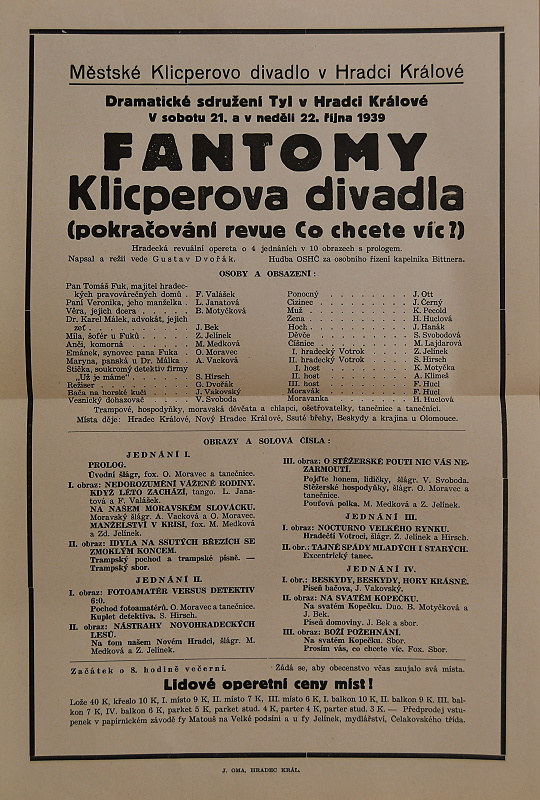 Městské Klicperovo divadlo v Hradci Králové
Dramatické sdružení Tyl v Hradci Králové
V sobotu 21. a v neděli 22. října 1939
FANTOMY
Klicperova divadla
(pokračování revue Co chcete víc?)
Hradecká revuální opereta o 4 jednáních v 10 obrazech s prologem.
Napsal a režii vede Gustav Dvořák. Hudba OSHČ za osobního řízení kapelníka Bittnera.
OSOBY A OBSAZENÍ:
Pan Tomáš Fuk, majitel hradec-
kých pravovárečných domů . F. Valášek
Paní Veronika, jeho manželka . L. Janatová
Věra, jejich dcera . . . . . B. Motyčková
Dr. Karel Málek, advokát, jejich
zeť . . . . . . . . J. Bek
Míla, šofér u Fuků . . . . Z. Jelínek
Anči, komorná . . . . . M. Medková
Emánek, synovec pana Fuka . O. Moravec
Maryna, panská u Dr. Málka . A. Vacková
Štička, soukromý detektiv firmy
„Už je máme" . . . . . S. Hirsch
Režiser . . . . . . . G. Dvořák
Bača na horské kuči . . . . J. Vakovský
Vesnický dohazovač . . . . V. Svoboda
Ponocný . . . . . . . J. Ott
Cizinec . . . . . . . J. Černý
Muž . . . . . . . K. Pecold
Žena . . . . . . . H. Huclová
Hoch . . . . . . . J. Hanák
Děvče . . . . . . . S. Svobodová
Číšnice . . . . . . . M. Lajdarová
I. hradecký Votrok . . . . Z. Jelínek
II. hradecký Votrok . . . . S. Hirsch
I. host . . . . . . . K. Motyčka
II. host . . . . . . . A. Klimeš
III. host . . . . . . . F. Hucl
Moravák . . . . . . . F. Hucl
Moravanka . . . . . . . H. Huclová
Trampové, hospodyňky, moravská děvčata a chlapci, ošetřovatelky, tanečnice a tanečníci.
Místa děje: Hradec Králové, Nový Hradec Králové, Ssuté břehy, Beskydy a krajina u Olomouce.
OBRAZY A SOLOVÁ ČÍSLA:
JEDNÁNÍ I.
PROLOG.
Úvodní šlágr, fox. O. Moravec a tanečnice.
I. obraz: NEDOROZUMĚNÍ VÁŽENÉ RODINY.
KDYŽ LÉTO ZACHÁZÍ, tango. L. Jana-
tová a F. Valášek.
NA NAŠEM MORAVSKÉM SLOVÁCKU.
Moravský šlágr. A. Vacková a O. Moravec.
MANŽELSTVÍ V KRISI, fox. M. Medková
a Zd. Jelínek.
II. obraz: IDYLA NA SSUTÝCH BŘEZÍCH SE
ZMOKLÝM KONCEM.
Trampský pochod a trampské písně. —
Trampský sbor.
JEDNÁNÍ II.
I. obraz: FOTOAMATÉR VERSUS DETEKTIV
6:0.
Pochod fotoamatérů. O. Moravec a tanečnice.
Kuplet detektiva. S. Hirsch.
II. obraz: NÁSTRAHY NOVOHRADECKÝCH
LESŮ.
Na tom našem Novém Hradci, šlágr. M.
Medková a Z. Jelínek.
III. obraz: O STĚŽERSKÉ POUTI NIC VÁS NE-
ZARMOUTÍ.
Pojďte honem, lidičky, šlágr. V. Svoboda.
Stěžerské hospodyňky, šlágr. O. Moravec a
tanečnice.
Pouťová polka. M. Medková a Z. Jelínek.
JEDNÁNÍ III.
I. obraz: NOCTURNO VELKÉHO RYNKU.
Hradečtí Votroci, šlágr. Z. Jelínek a Hirsch.
II. obr.: TAJNÉ SPÁDY MLADÝCH I STARÝCH.
Excentrický tanec.
JEDNÁNÍ IV.
I. obr.: BESKYDY, BESKYDY, HORY KRÁSNÉ.
Píseň bačova, J. Vakovský.
II. obraz: NA SVATÉM KOPEČKU.
Na svatém Kopečku. Duo. B. Motyčková a
J. Bek.
Píseň domoviny. J. Bek a sbor.
III. obraz: BOŽÍ POŽEHNÁNÍ.
Na svatém Kopečku. Sbor.
Prosím vás, co chcete víc. Fox. Sbor.
Začátek o 8. hodině večerní. Žádá se, aby obecenstvo včas zaujalo svá místa.
Lidové operetní ceny míst!
Lože 40 K, křeslo 10 K, I. místo 9 K, II. místo 7 K, III. místo 6 K, I. balkon 10 K, II. balkon 9 K. III. bal-
kon 7 K, IV. balkon 6 K, parket 5 K, parket stud. 4 K, parter 4 K, parter stud. 3 K. — Předprodej vstu-
penek v papírnickém závodě fy Matouš na Velké podsíni a u fy Jelínek, mydlářství, Čelakovského třída.
J. OMA, HRADEC KRÁL.